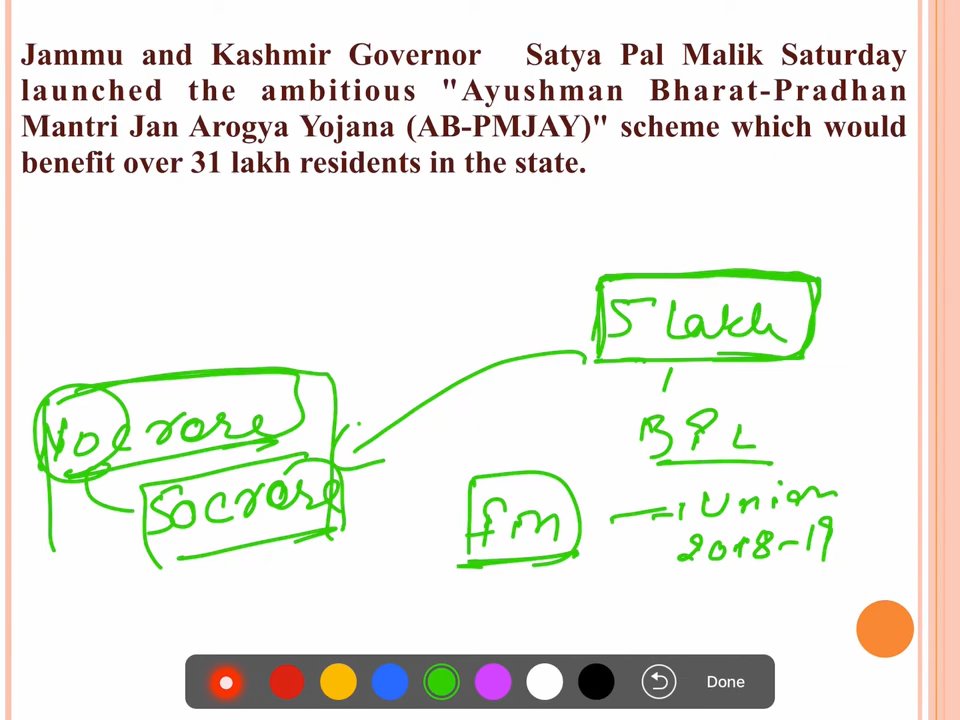 Jammu and Kashmir Governor Satya Pal Malik Saturday
launched the ambitious "Ayushman Bharat-Pradhan
Mantri Jan Arogya Yojana (AB-PMJAY)" scheme which would
benefit over 31 lakh residents in the state.
5 lakh
10 crore
BPL
50 crore
fm
Union
2018-19
Done